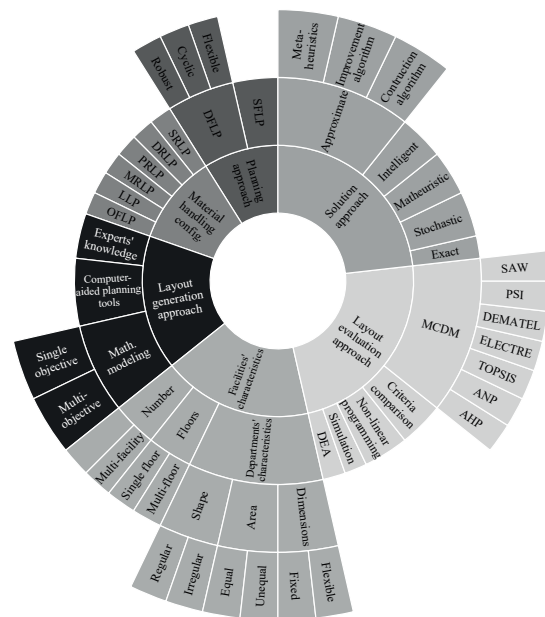 Meta-
heuristics
Improvement
algorithm
Contruction
algorithm
Approximate
Intelligent
Matheuristic
Stochastic
Exact
Solution
approach
SAW
PSI
DEMATEL
ELECTRE
TOPSIS
ANP
AHP
MCDM
Criteria
comparison
Non-linear
programming
Simulation
DEA
Layout
evaluation
approach
Facilities'
characteristics
Departments'
characteristics
Dimensions
Area
Shape
Flexible
Fixed
Unequal
Equal
Irregular
Regular
Floors
Number
Multi-floor
Single floor
Multi-facility
Layout
generation
approach
Math.
modeling
Multi-
objective
Single
objective
Computer-
aided planning
tools
Experts'
knowledge
Material
handling
config.
OFLP
LLP
MRLP
PRLP
DRLP
SRLP
Planning
approach
DFLP
SFLP
Robust
Cyclic
Flexible